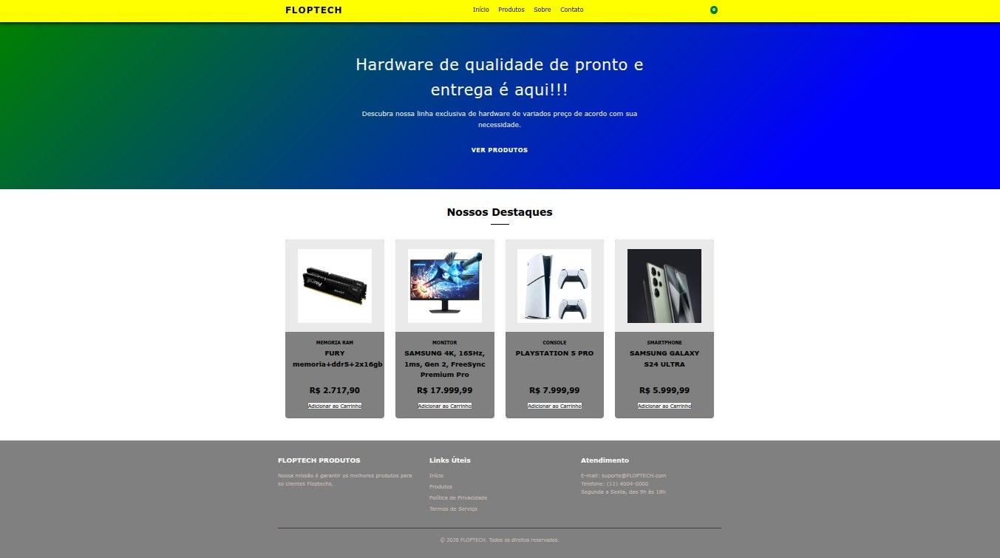 FLOPTECH
Início Produtos Sobre Contato
0
Hardware de qualidade de pronto e
entrega é aqui!!!
Descubra nossa linha exclusiva de hardware de variados preço de acordo com sua
necessidade.
VER PRODUTOS
Nossos Destaques
MEMORIA RAM
FURY
memoria+ddr5+2x16gb
R$ 2.717,90
Adicionar ao Carrinho
MONITOR
SAMSUNG 4K, 165Hz,
1ms, Gen 2, FreeSync
Premium Pro
R$ 17.999,99
Adicionar ao Carrinho
CONSOLE
PLAYSTATION 5 PRO
R$ 7.999,99
Adicionar ao Carrinho
SMARTPHONE
SAMSUNG GALAXY
S24 ULTRA
R$ 5.999,99
Adicionar ao Carrinho
FLOPTECH PRODUTOS
Nossa missão é garantir os melhores produtos para
so clientes Floptechs.
Links Úteis
Início
Produtos
Política de Privacidade
Termos de Serviço
Atendimento
E-mail: suporte@FLOPTECH.com
Telefone: (11) 4004-0000
Segunda a Sexta, das 9h às 18h
© 2026 FLOPTECH. Todos os direitos reservados.